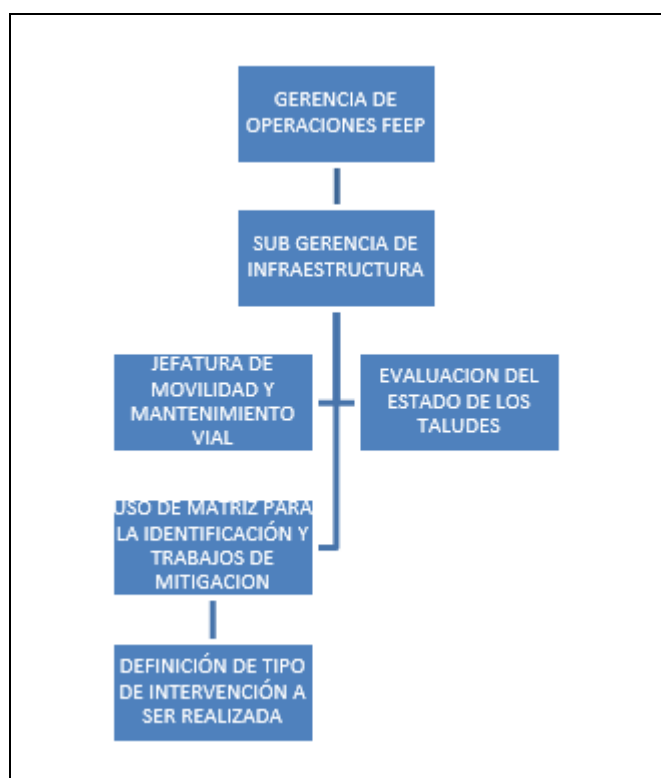 GERENCIA DE
OPERACIONES FEEP
SUB GERENCIA DE
INFRAESTRUCTURA
JEFATURA DE
MOVILIDAD Y
MANTENIMIENTO
VIAL
EVALUACION DEL
ESTADO DE LOS
TALUDES
USO DE MATRIZ PARA
LA IDENTIFICACIÓN Y
TRABAJOS DE
MITIGACION
DEFINICIÓN DE TIPO
DE INTERVENCIÓN A
SER REALIZADA